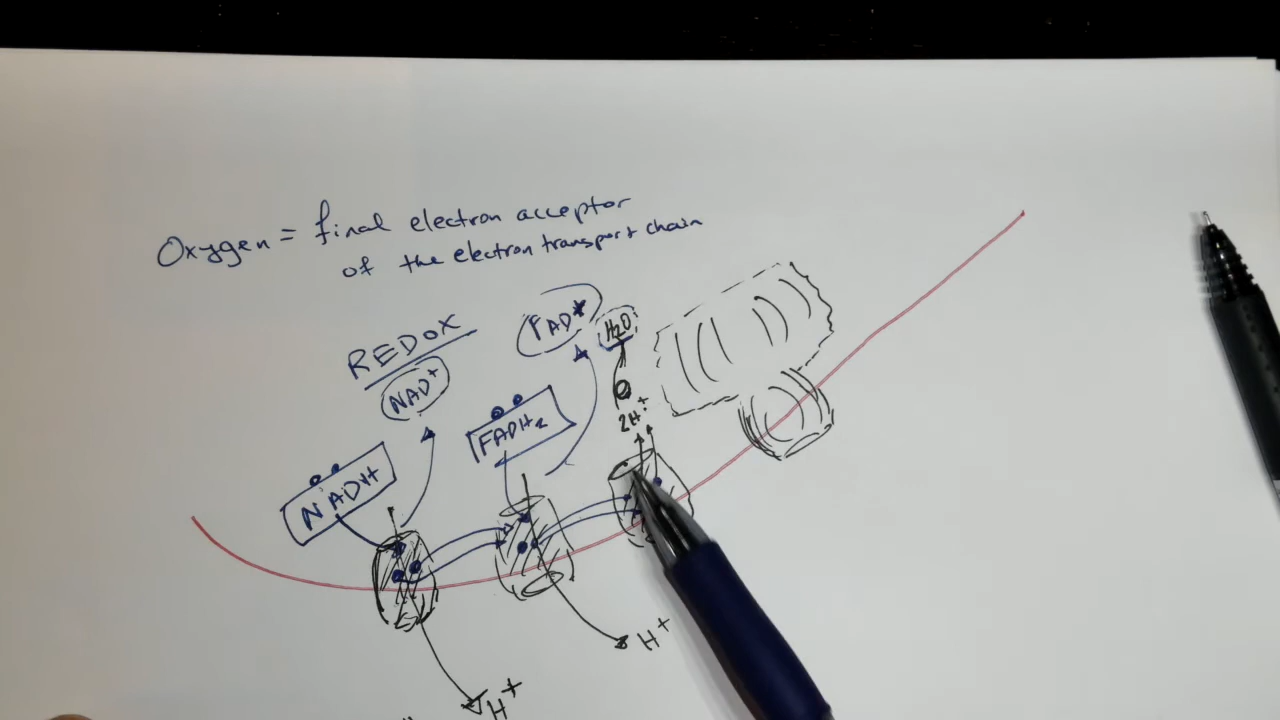 Oxygen = final electron acceptor
of the electron transport chain
REDOX
FAD
H2O
NAD+
FADH2
2H+
NADH
H+
H+